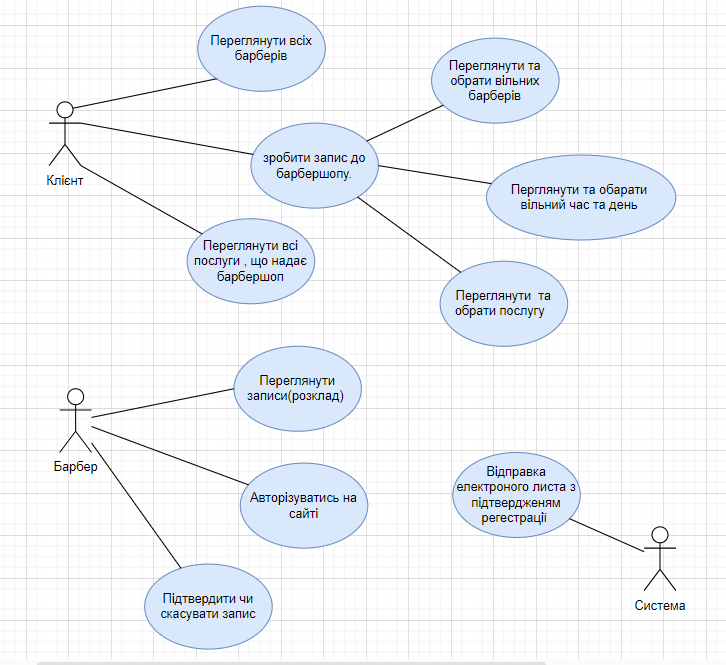 Переглянути всіх
барберів
Переглянути та
обрати вільних
барберів
Клієнт
зробити запис до
барбершопу.
Перглянути та обарати
вільний час та день
Переглянути всі
послуги , що надає
барбершоп
Переглянути та
обрати послугу
Барбер
Переглянути
записи(розклад)
Авторізуватись на
сайті
Підтвердити чи
скасувати запис
Відправка
електроного листа з
підтвердженям
регестрації
Система